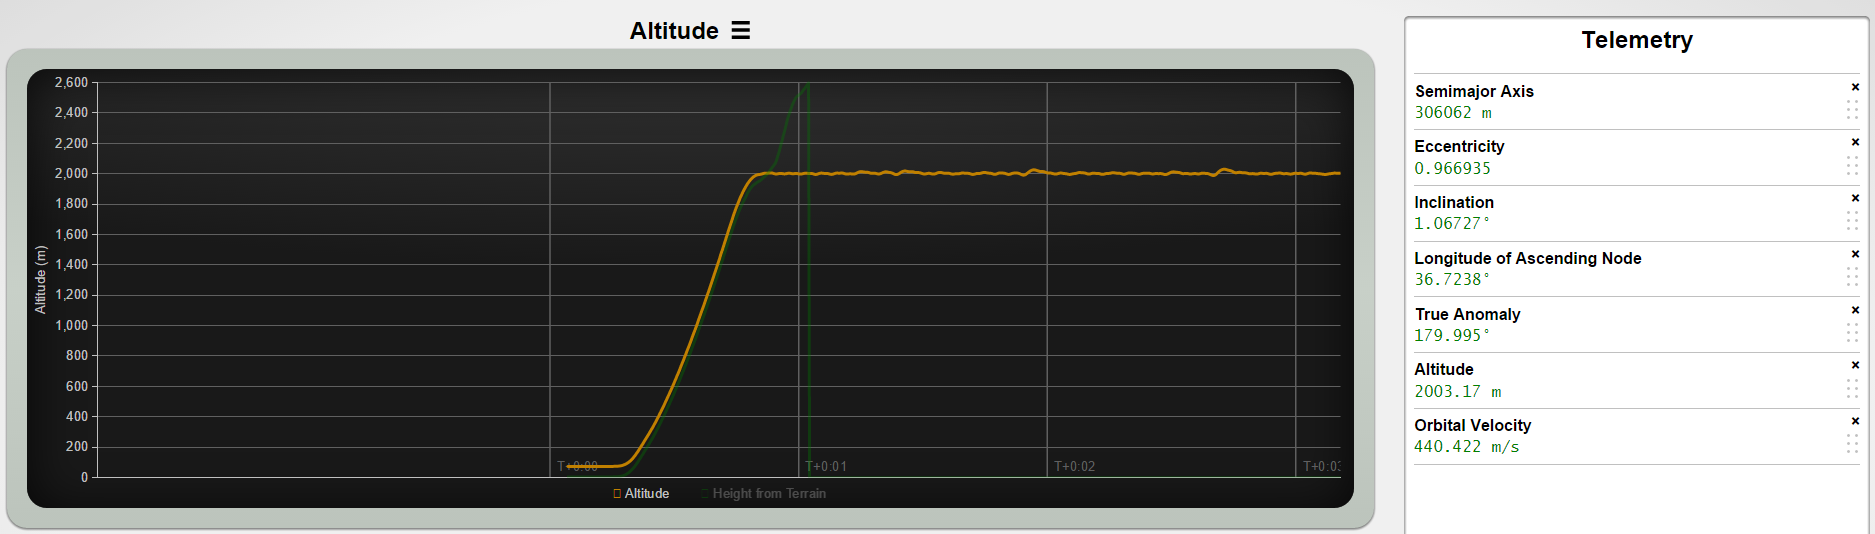 Altitude ☰
2,600
2,400
2,200
2,000
1,800
1,600
1,400
1,200
1,000
800
600
400
200
0
Altitude (m)
T+0:00
T+0:01
T+0:02
T+0:03
Altitude
Height from Terrain
Telemetry
Semimajor Axis ×
306062 m
Eccentricity ×
0.966935
Inclination ×
1.06727°
Longitude of Ascending Node ×
36.7238°
True Anomaly ×
179.995°
Altitude ×
2003.17 m
Orbital Velocity ×
440.422 m/s